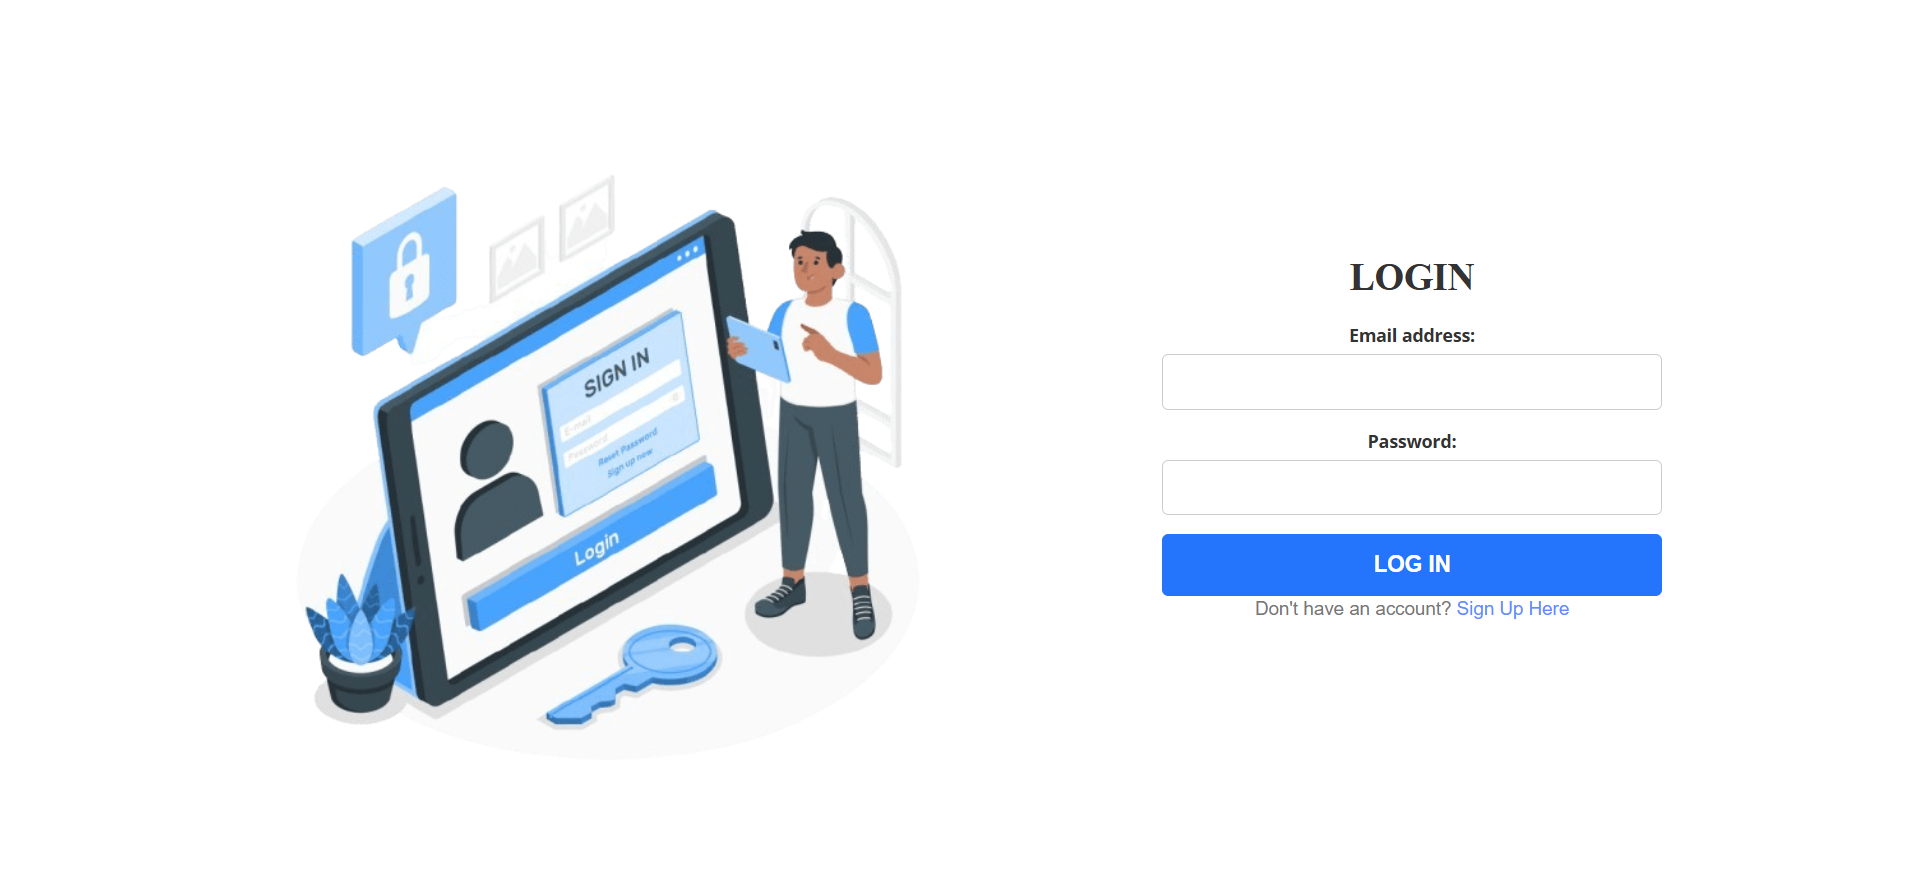 LOGIN
Email address:
Password:
LOG IN
Don't have an account? Sign Up Here
SIGN IN
E-mail
Password
Reset Password
Sign up now
Login